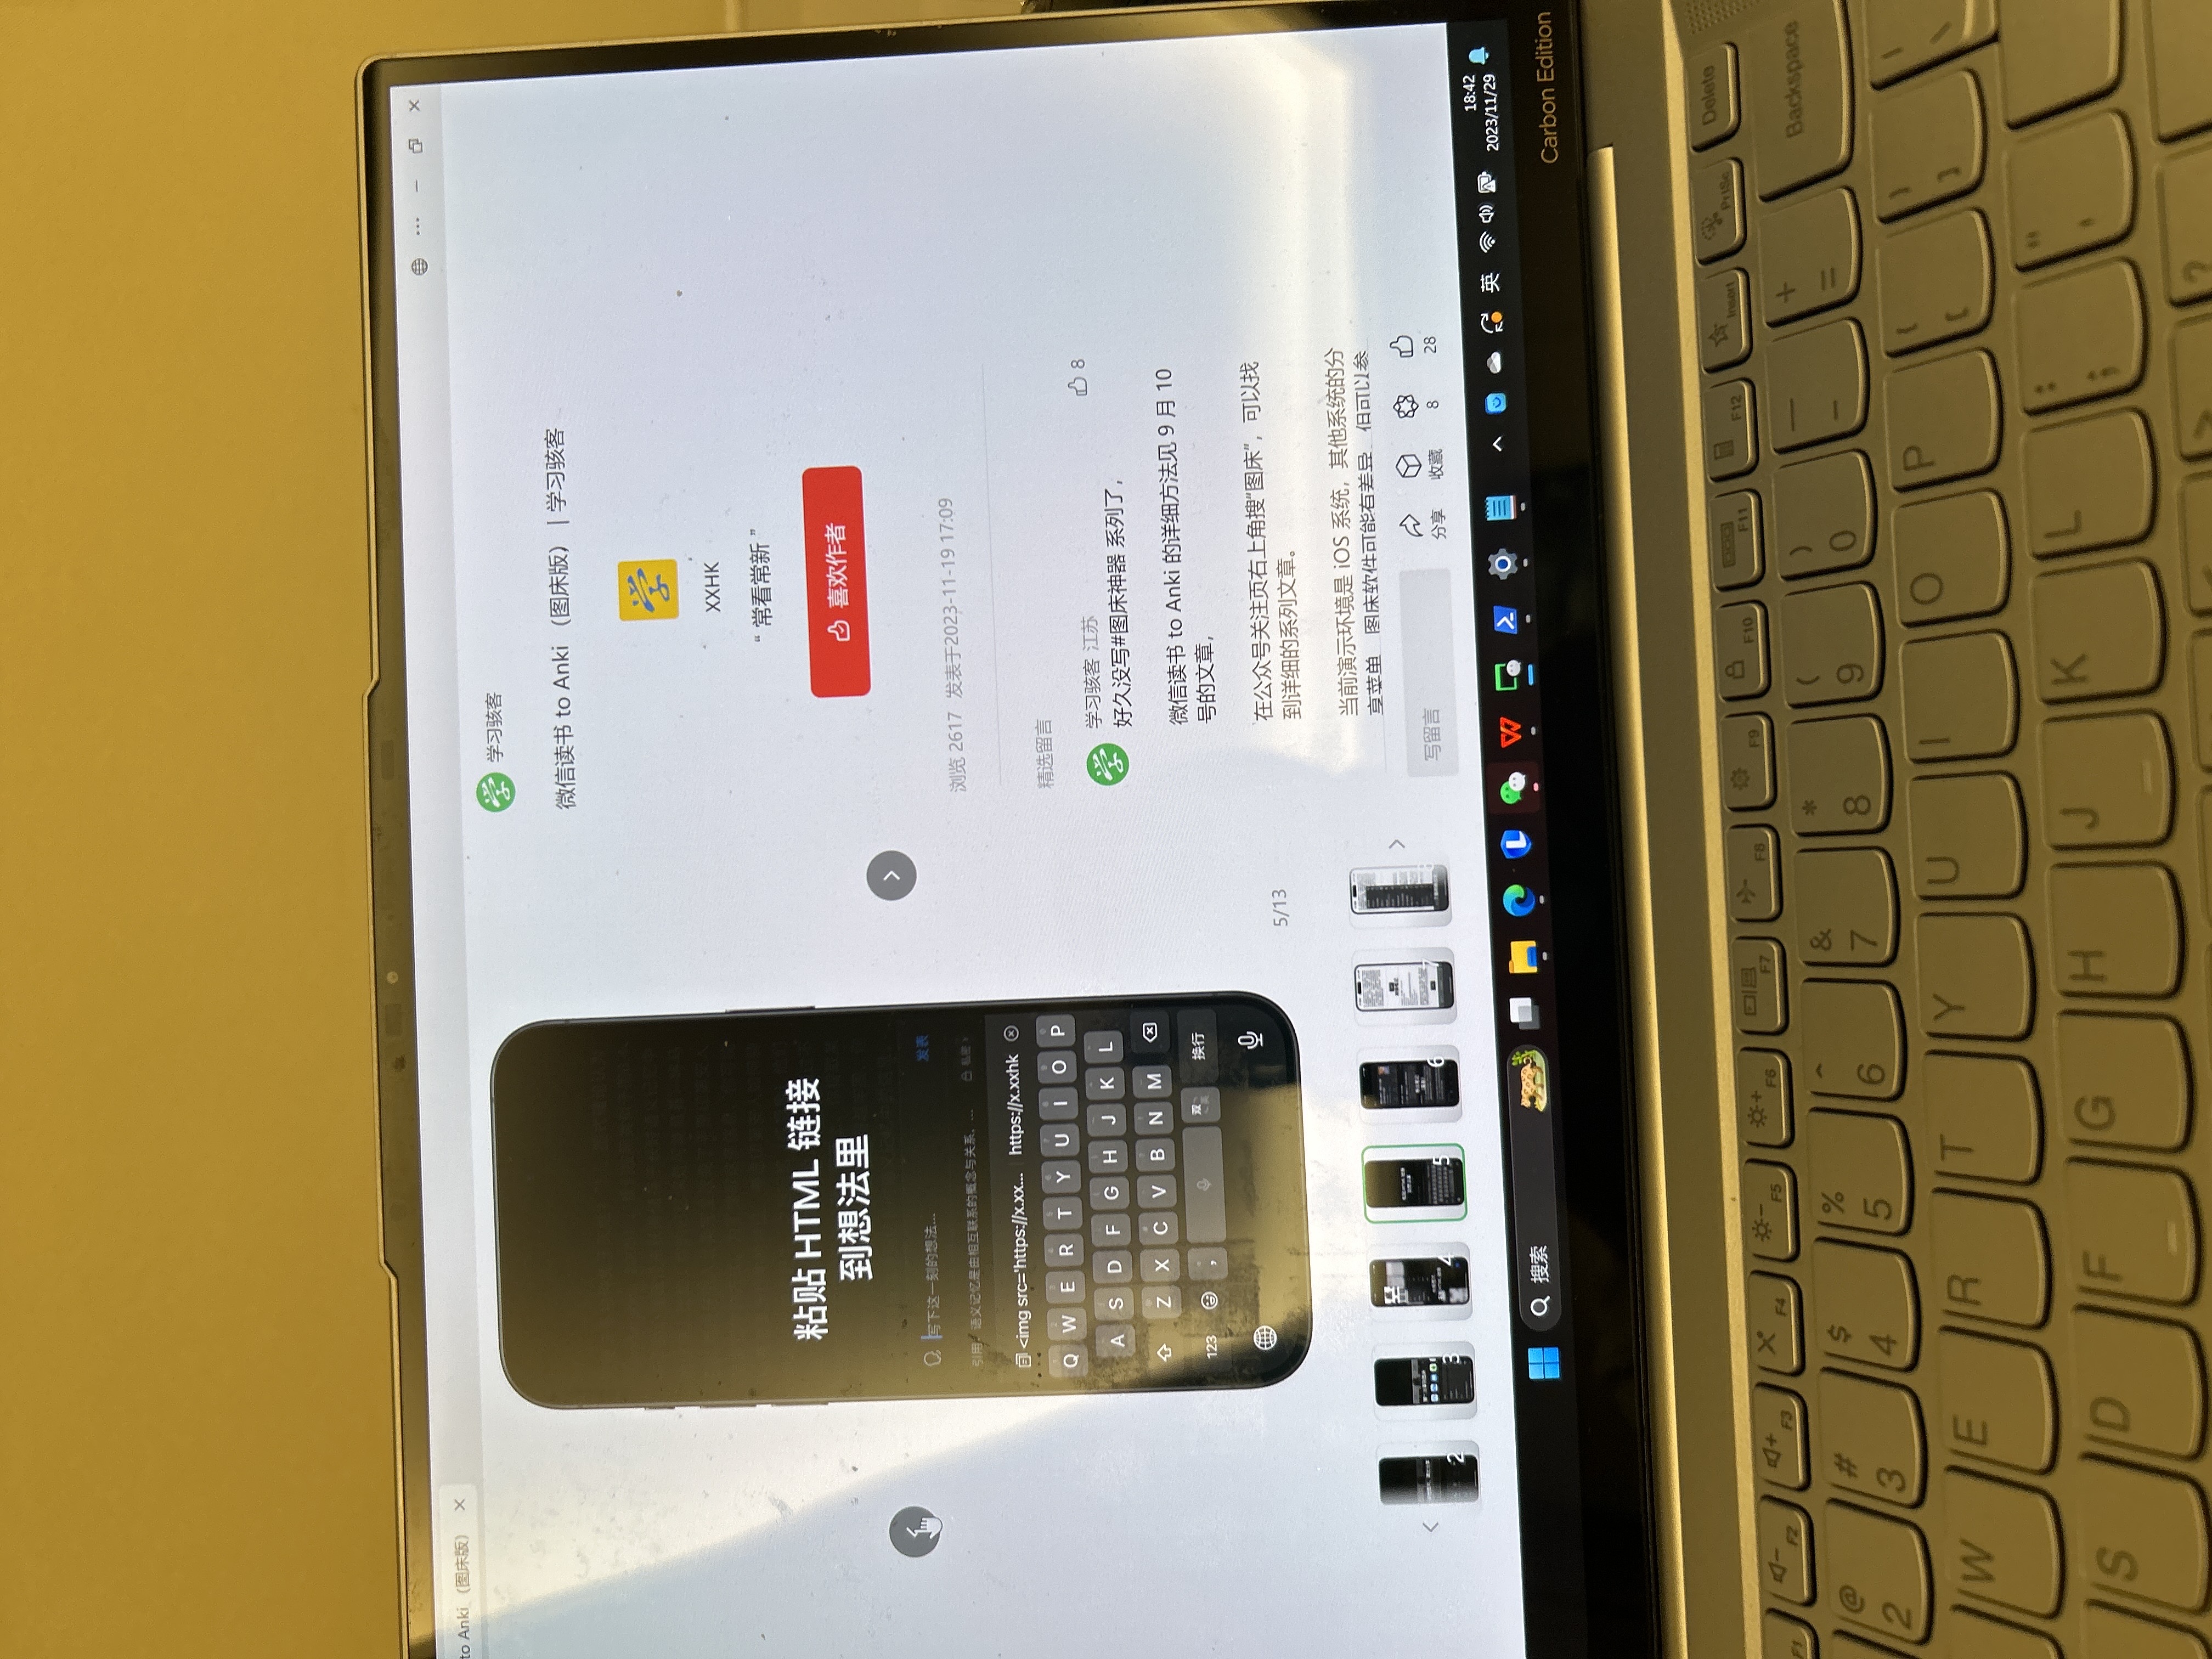 to Anki （图床版）
学习骇客
微信读书 to Anki （图床版） | 学习骇客
学
XXHK
“ 常看常新 ”
喜欢作者
粘贴 HTML 链接
到想法里
写下这一刻的想法...
发表
引用：语义记忆是由相互联系的概念与关系，...
私密
<img src='https://x.xx...
https://x.xxhk
Q W E R T Y U I O P
A S D F G H J K L
Z X C V B N M
123
换行
5/13
浏览 2617 发表于2023-11-19 17:09
精选留言
学习骇客 江苏
8
好久没写#图床神器 系列了，
微信读书 to Anki 的详细方法见 9 月 10
号的文章，
在公众号关注页右上角搜“图床”，可以找
到详细的系列文章。
当前演示环境是 iOS 系统，其他系统的分
享菜单、图床软件可能有差异，但可以参
写留言
分享
收藏
8
28
2
3
4
5
6
7
搜索
英
18:42
2023/11/29
Carbon Edition
F1 F2 F3 F4 F5 F6 F7 F8 F9 F10 F11 F12 Insert PrtSc Delete
@ # $ % ^ & * ( ) — +
2 3 4 5 6 7 8 9 0 - = Backspace
W E R T Y U I O P { }
[ ]
S D F G H J K L : "
; '
> ?